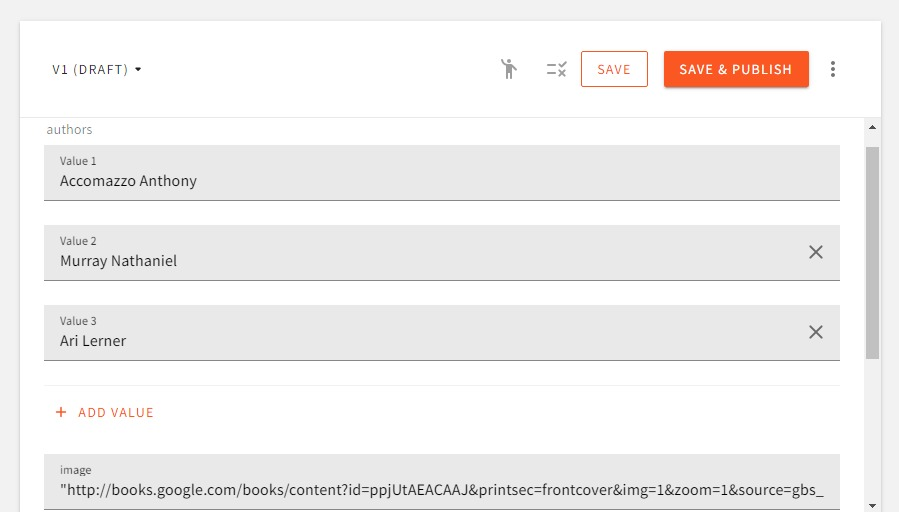 V1 (DRAFT)
SAVE
SAVE & PUBLISH
authors
Value 1
Accomazzo Anthony
Value 2
Murray Nathaniel
Value 3
Ari Lerner
+ ADD VALUE
image
"http://books.google.com/books/content?id=ppjUtAEACAAJ&printsec=frontcover&img=1&zoom=1&source=gbs_